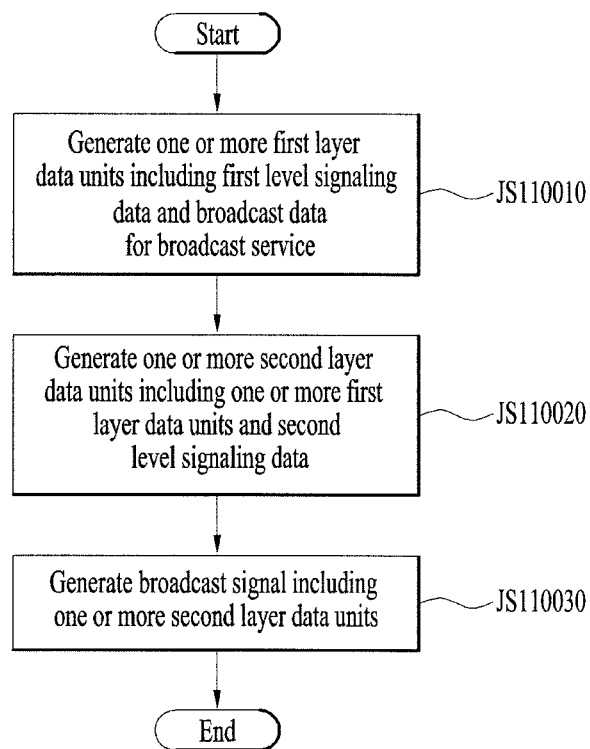 Start
Generate one or more first layer
data units including first level signaling
data and broadcast data
for broadcast service
JS110010
Generate one or more second layer
data units including one or more first
layer data units and second
level signaling data
JS110020
Generate broadcast signal including
one or more second layer data units
JS110030
End